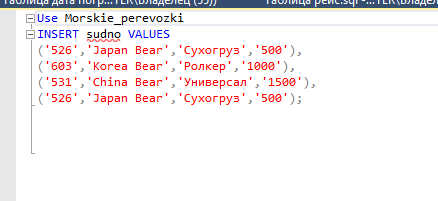 Таблица дата погр...TEK\Владелец (55)) Таблица рейс.sql -...TEK\Владел
Use Morskie_perevozki
INSERT sudno VALUES
('526','Japan Bear','Сухогруз','500'),
('603','Korea Bear','Ролкер','1000'),
('531','China Bear','Универсал','1500'),
('526','Japan Bear','Сухогруз','500');